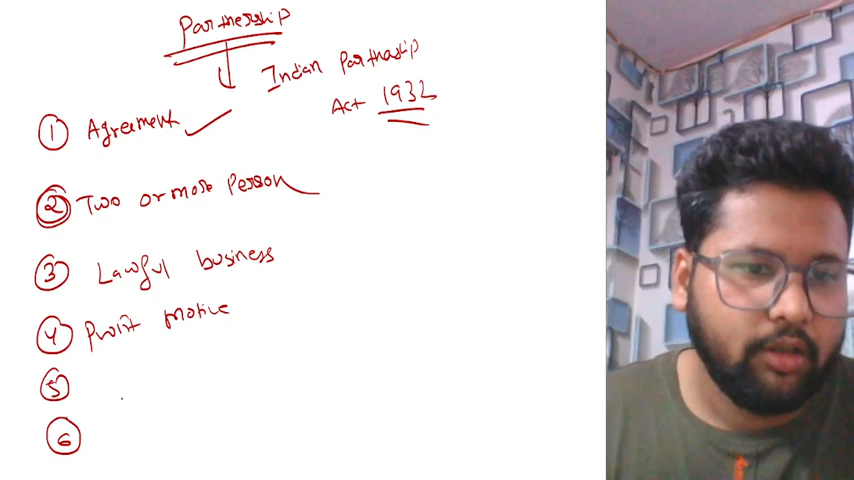 Partnership
Indian Partnership
Act 1932
① Agreement
② Two or more Person
③ Lawful business
④ Profit motive
⑤
⑥